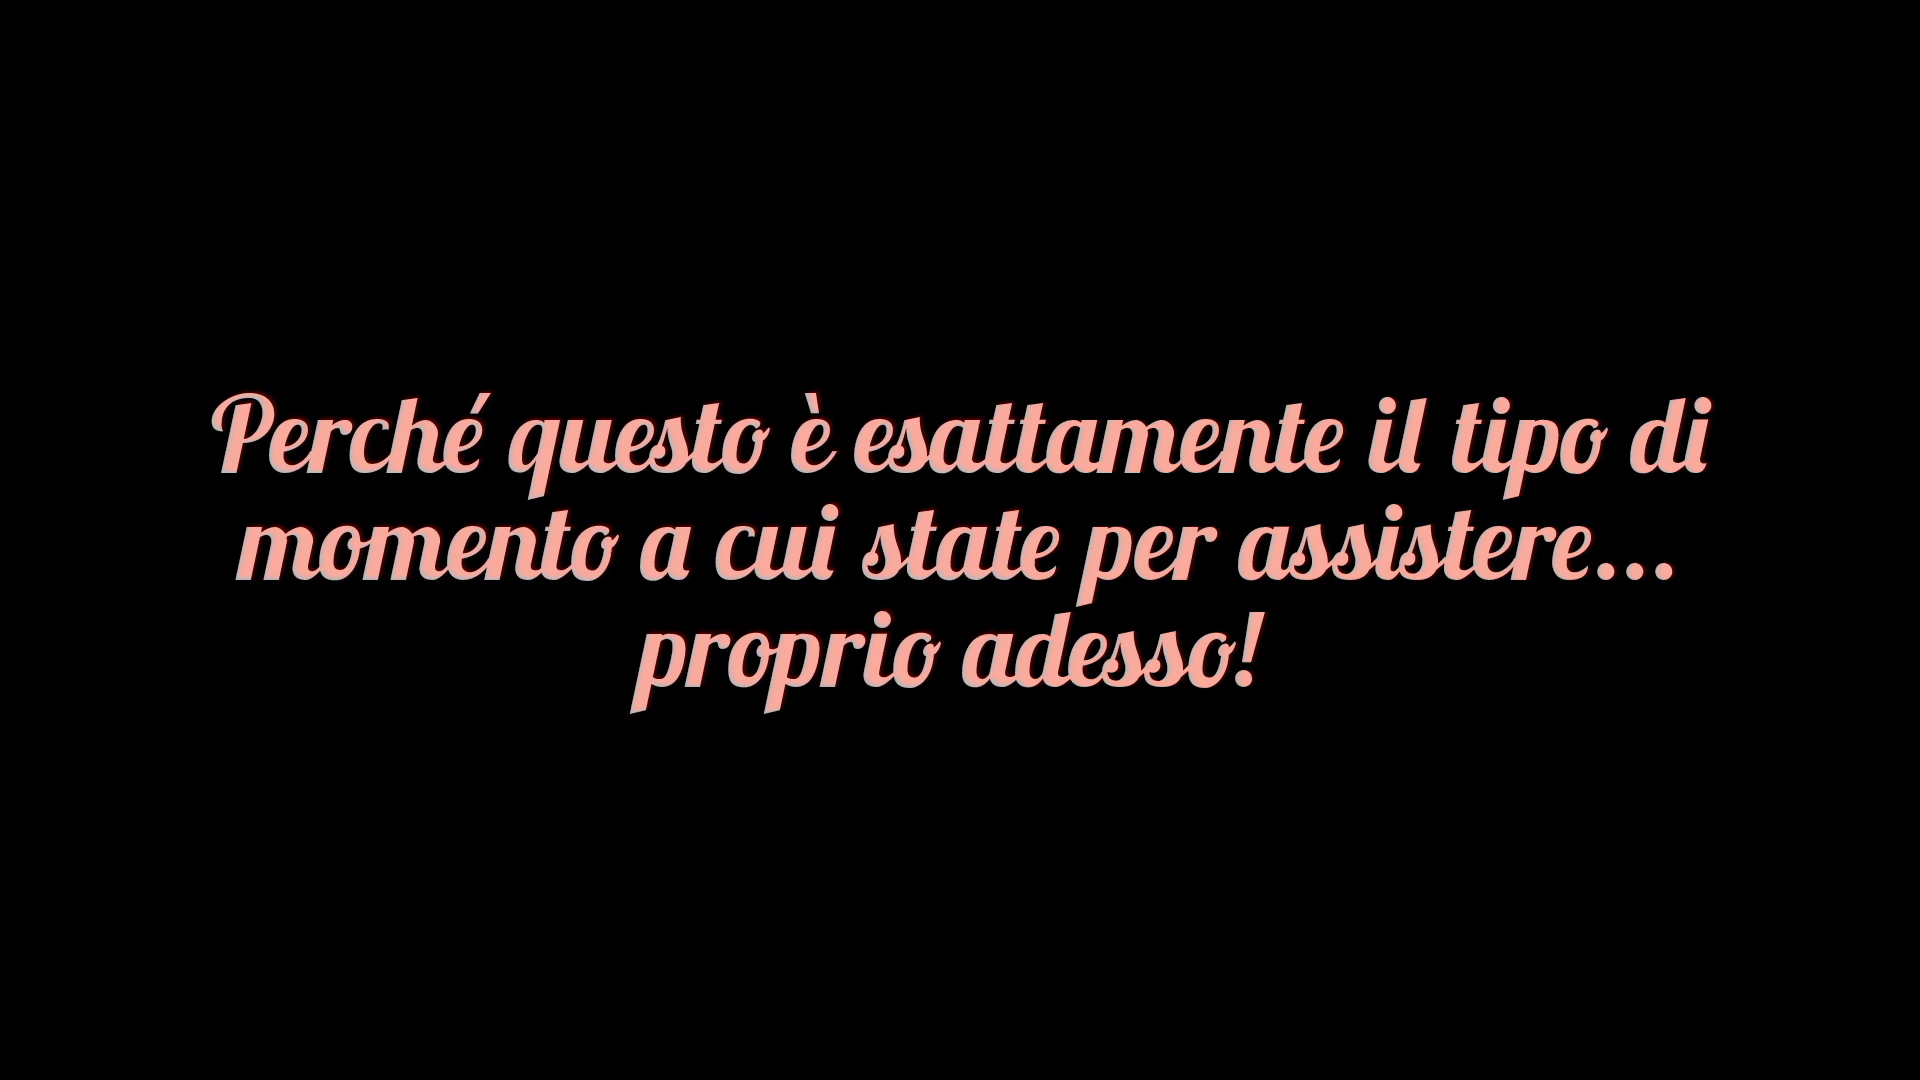 Perché questo è esattamente il tipo di
momento a cui state per assistere...
proprio adesso!